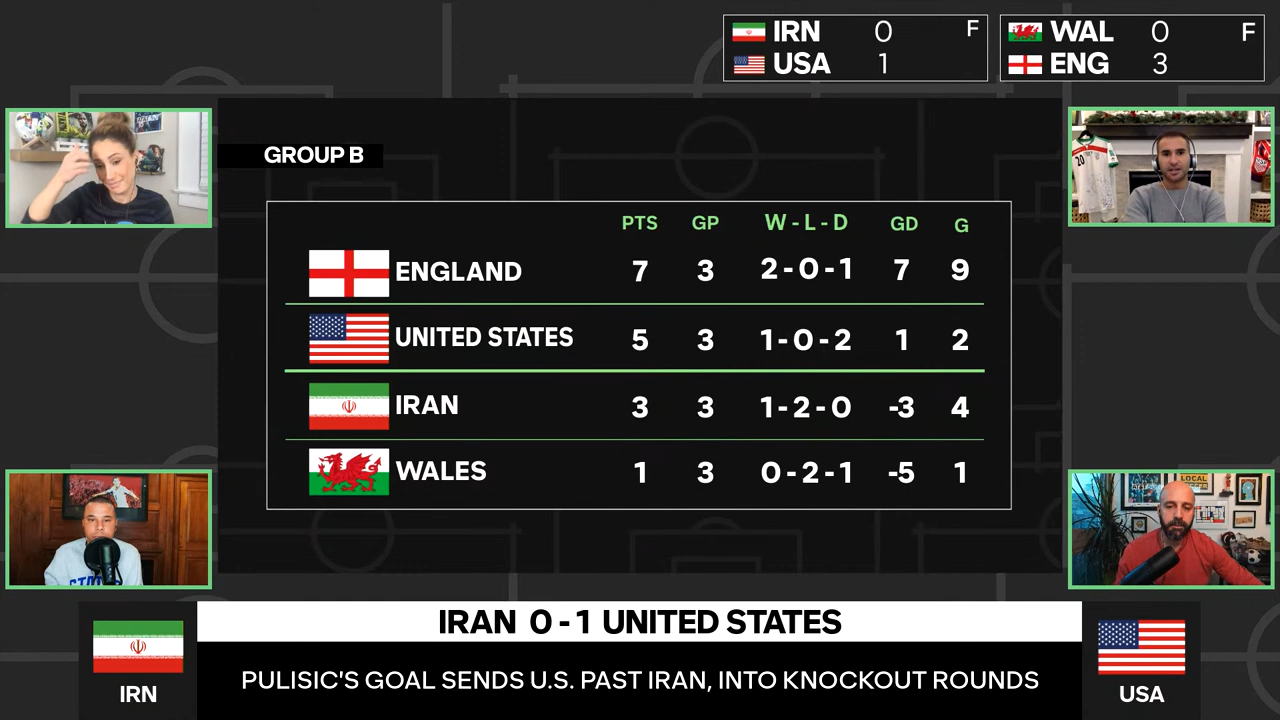 IRN 0 F
USA 1
WAL 0 F
ENG 3
GROUP B
PTS GP W-L-D GD G
ENGLAND 7 3 2-0-1 7 9
UNITED STATES 5 3 1-0-2 1 2
IRAN 3 3 1-2-0 -3 4
WALES 1 3 0-2-1 -5 1
20
LOCAL
IRAN 0-1 UNITED STATES
IRN
PULISIC'S GOAL SENDS U.S. PAST IRAN, INTO KNOCKOUT ROUNDS
USA